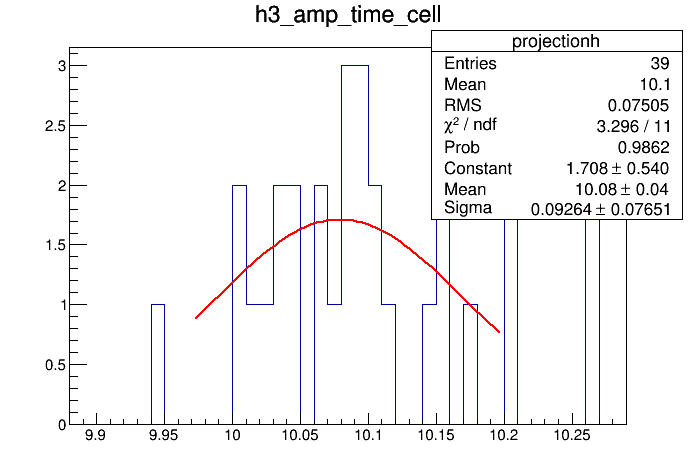 h3_amp_time_cell
projectionh
Entries 39
Mean 10.1
RMS 0.07505
χ² / ndf 3.296 / 11
Prob 0.9862
Constant 1.708 ± 0.540
Mean 10.08 ± 0.04
Sigma 0.09264 ± 0.07651
3
2.5
2
1.5
1
0.5
0
9.9 9.95 10 10.05 10.1 10.15 10.2 10.25